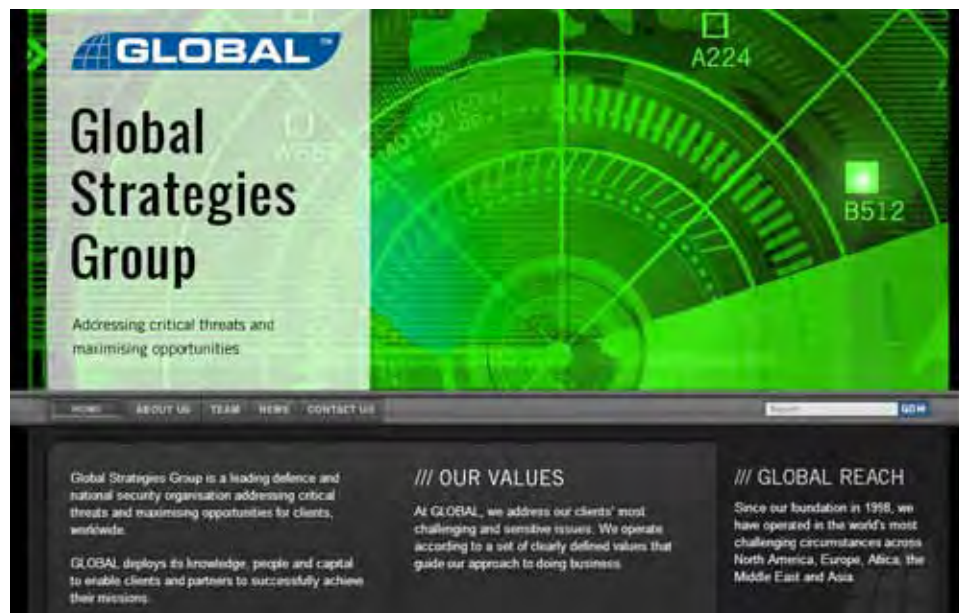 GLOBAL™
Global
Strategies
Group
Addressing critical threats and
maximising opportunities
A224
B512
HOME
ABOUT US
TEAM
NEWS
CONTACT US
Search
GO
Global Strategies Group is a leading defence and
national security organisation addressing critical
threats and maximising opportunities for clients,
worldwide.
GLOBAL deploys its knowledge, people and capital
to enable clients and partners to successfully achieve
their missions.
/// OUR VALUES
At GLOBAL, we address our clients' most
challenging and sensitive issues. We operate
according to a set of clearly defined values that
guide our approach to doing business.
/// GLOBAL REACH
Since our foundation in 1998, we
have operated in the world's most
challenging circumstances across
North America, Europe, Africa, the
Middle East and Asia.